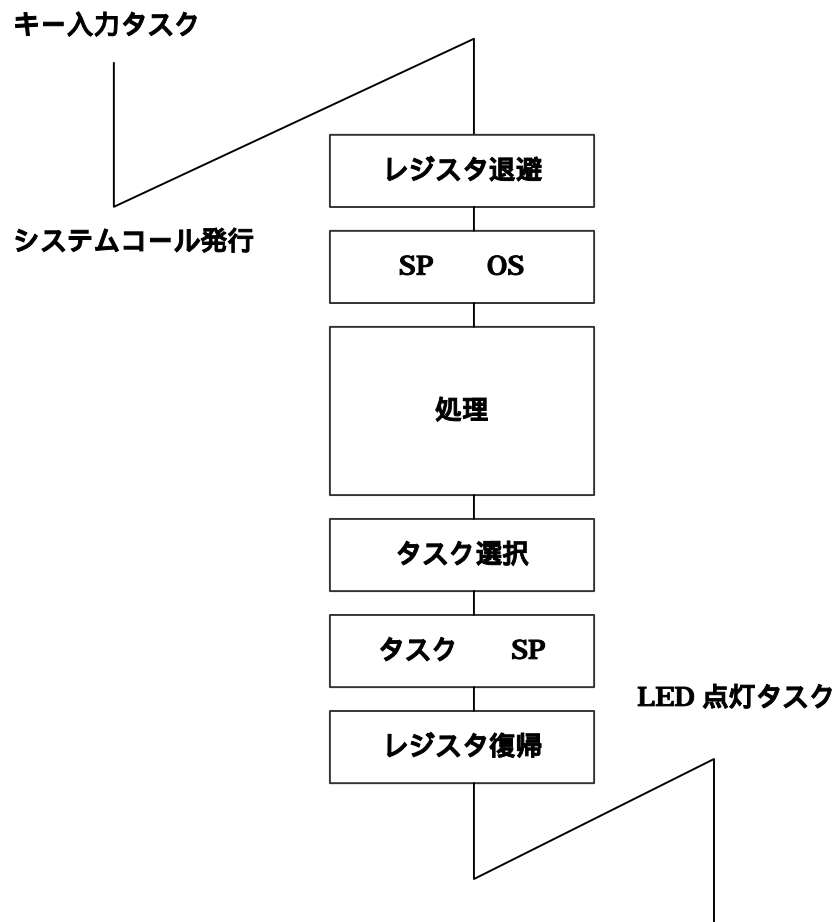 キー入力タスク
レジスタ退避
システムコール発行
SP OS
処理
タスク選択
タスク SP
LED 点灯タスク
レジスタ復帰